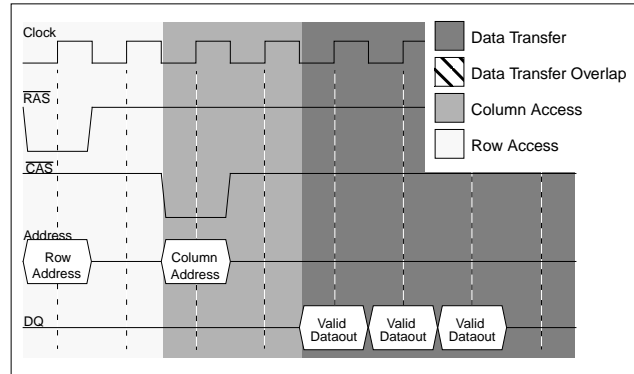 Clock
Data Transfer
Data Transfer Overlap
RAS
Column Access
Row Access
CAS
Address
Row
Address
Column
Address
DQ
Valid
Dataout
Valid
Dataout
Valid
Dataout